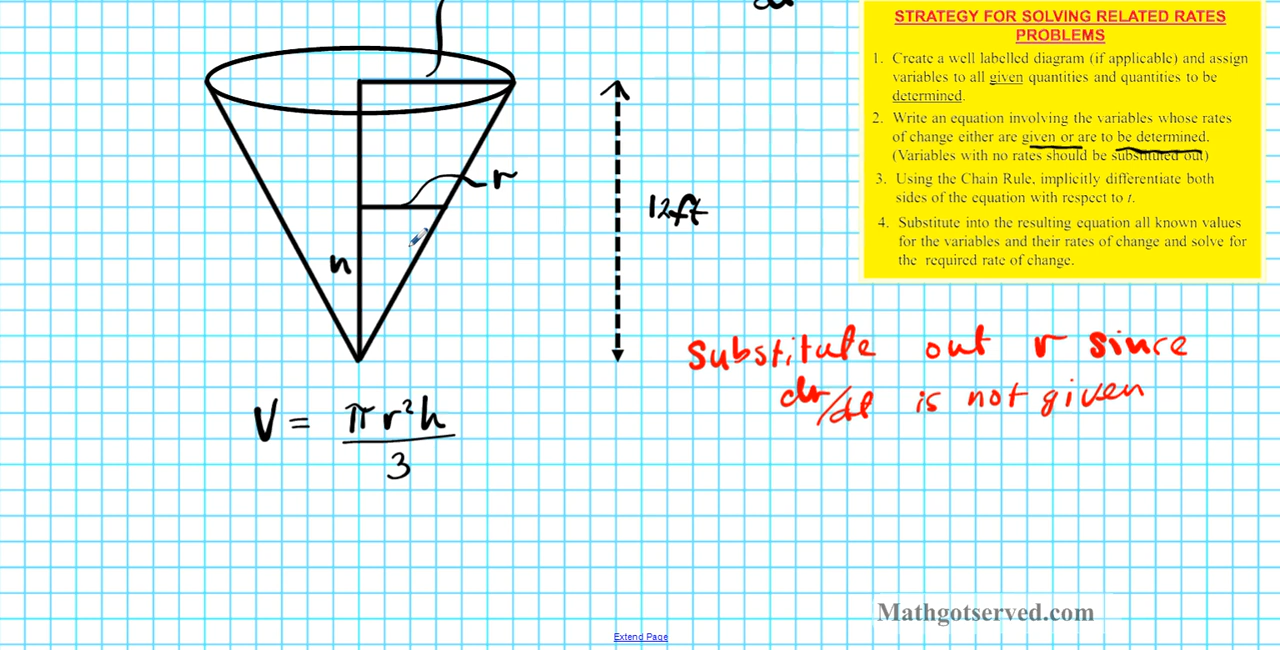 STRATEGY FOR SOLVING RELATED RATES
PROBLEMS
1. Create a well labelled diagram (if applicable) and assign
variables to all given quantities and quantities to be
determined.
2. Write an equation involving the variables whose rates
of change either are given or are to be determined.
(Variables with no rates should be substituted out)
3. Using the Chain Rule, implicitly differentiate both
sides of the equation with respect to t.
4. Substitute into the resulting equation all known values
for the variables and their rates of change and solve for
the required rate of change.
r
12ft
h
Substitute out r since
dr/dt is not given
V = πr²h
3
Mathgotserved.com
Extend Page